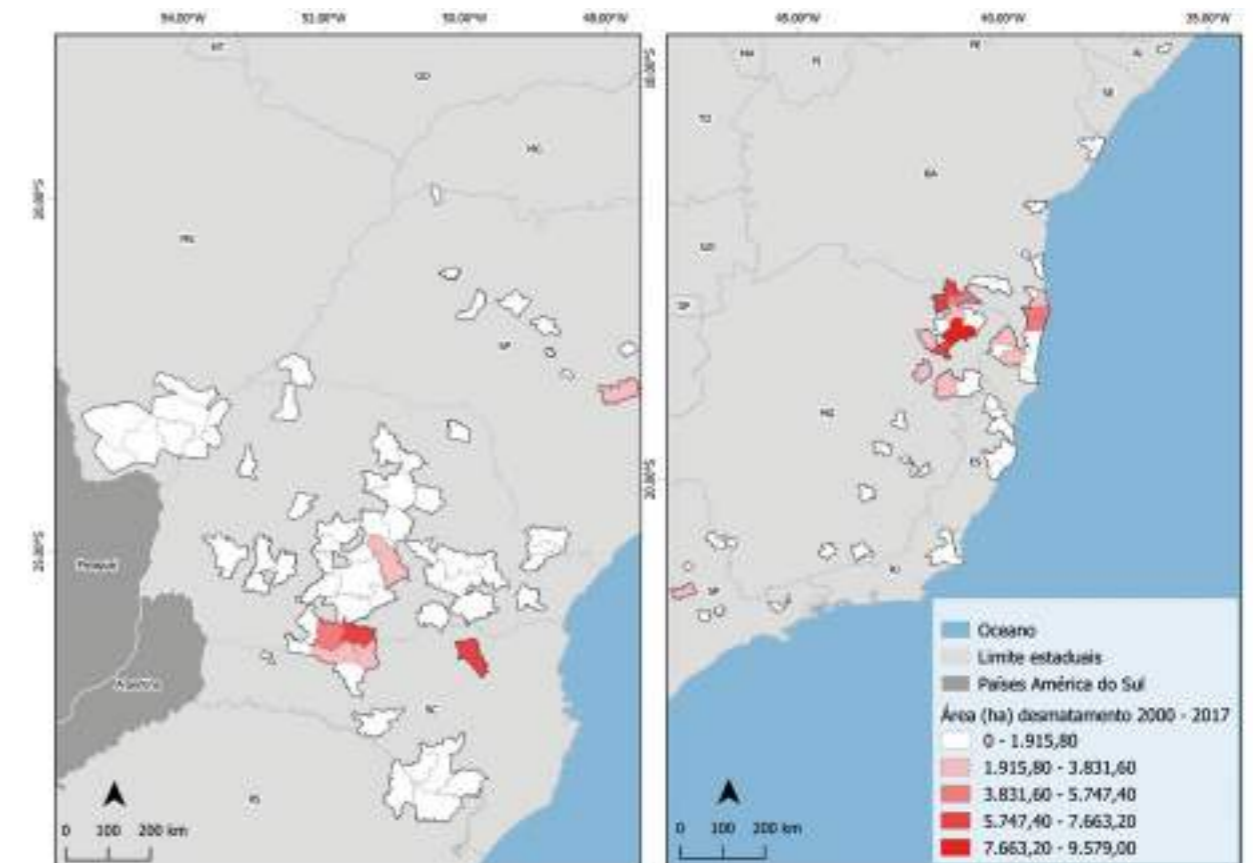 54.00°W 52.00°W 50.00°W 48.00°W
45.00°W 40.00°W 35.00°W
MT
GO
MG
MS
SP
20.00°S
25.00°S
Paraguai
Argentina
SC
RS
0 100 200 km
MA
PI
PE
AL
SE
TO
BA
GO
DF
MG
ES
RJ
SP
20.00°S
0 100 200 km
Oceano
Limite estaduais
Países América do Sul
Área (ha) desmatamento 2000 - 2017
0 - 1.915,80
1.915,80 - 3.831,60
3.831,60 - 5.747,40
5.747,40 - 7.663,20
7.663,20 - 9.579,00